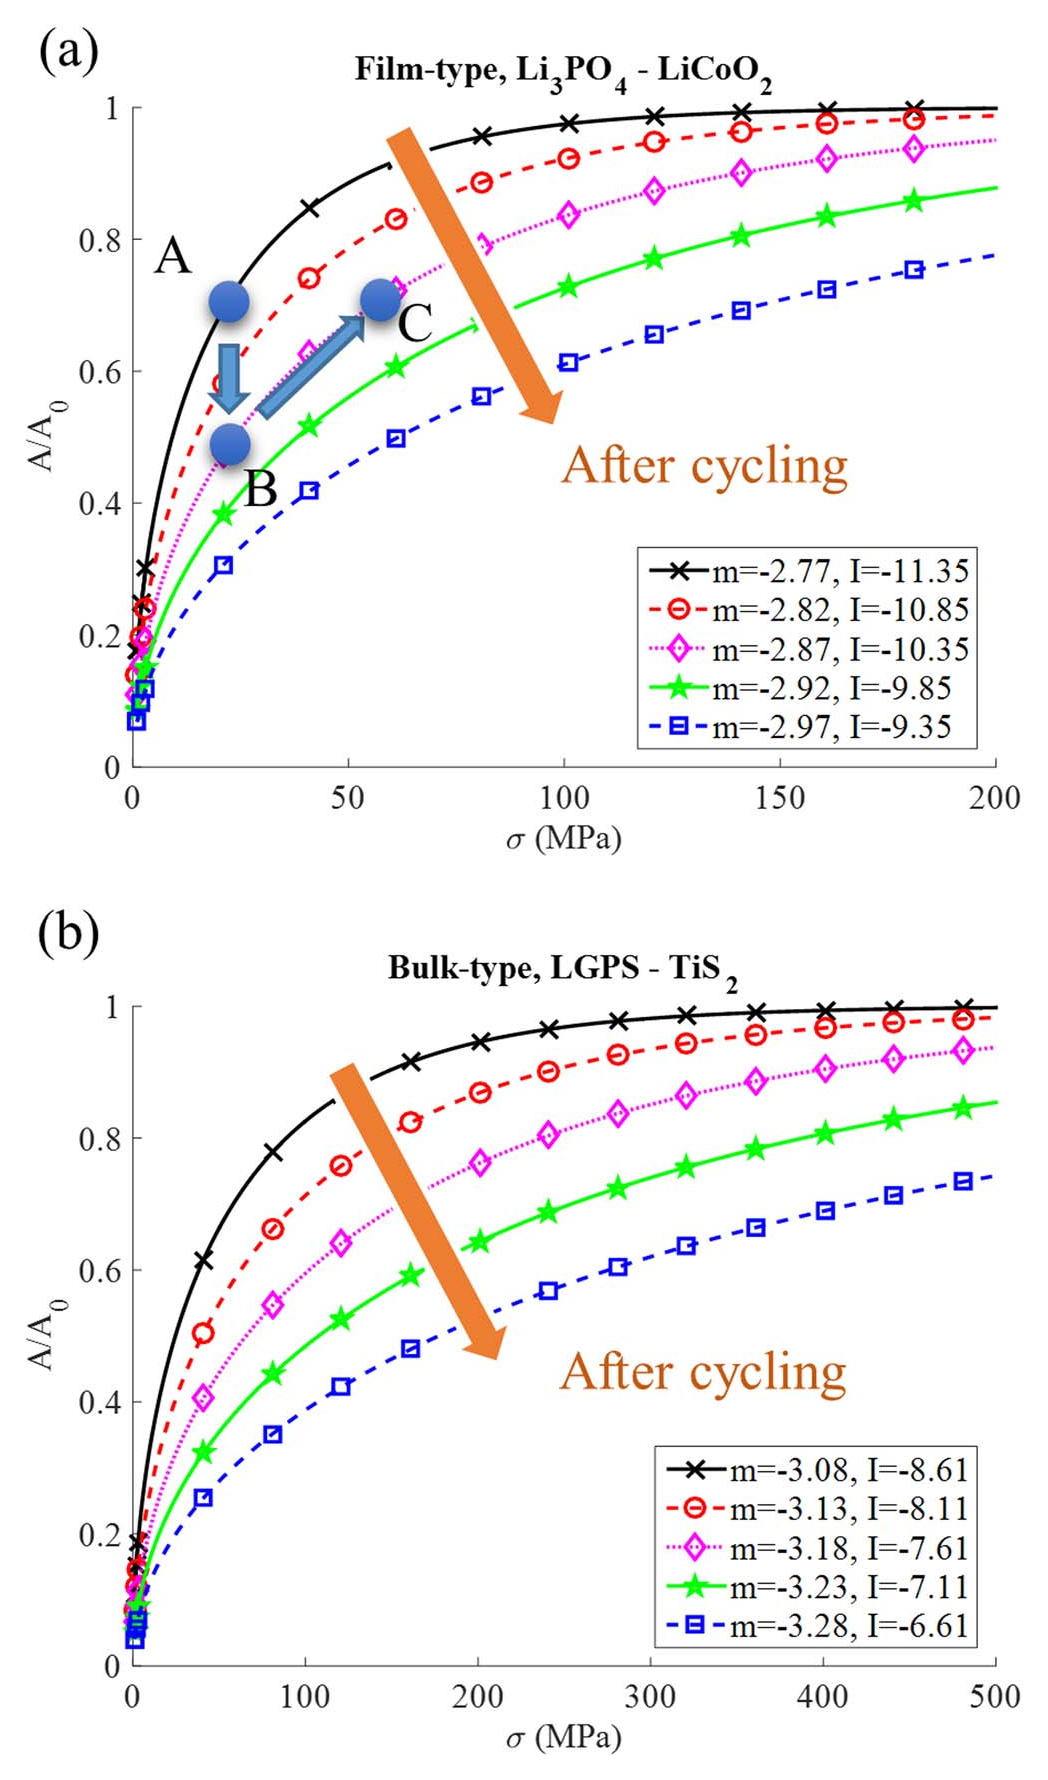 (a)
Film-type, Li3PO4 - LiCoO2
1
0.8
0.6
0.4
0.2
0
A/A0
A
B
C
After cycling
m=-2.77, I=-11.35
m=-2.82, I=-10.85
m=-2.87, I=-10.35
m=-2.92, I=-9.85
m=-2.97, I=-9.35
0 50 100 150 200
σ (MPa)
(b)
Bulk-type, LGPS - TiS2
1
0.8
0.6
0.4
0.2
0
A/A0
After cycling
m=-3.08, I=-8.61
m=-3.13, I=-8.11
m=-3.18, I=-7.61
m=-3.23, I=-7.11
m=-3.28, I=-6.61
0 100 200 300 400 500
σ (MPa)